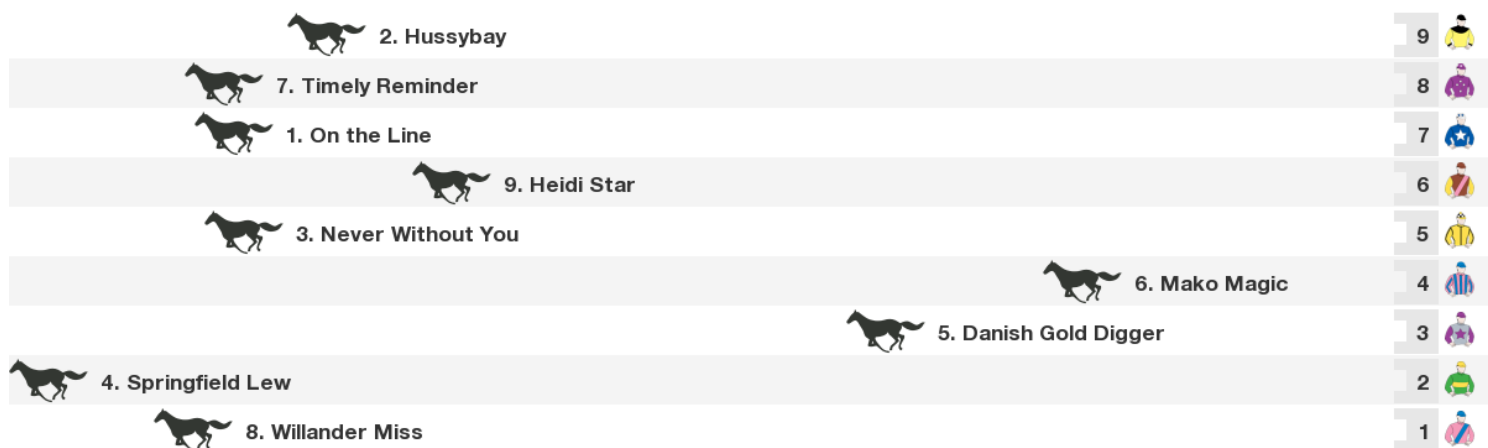 2. Hussybay 9
7. Timely Reminder 8
1. On the Line 7
9. Heidi Star 6
3. Never Without You 5
6. Mako Magic 4
5. Danish Gold Digger 3
4. Springfield Lew 2
8. Willander Miss 1